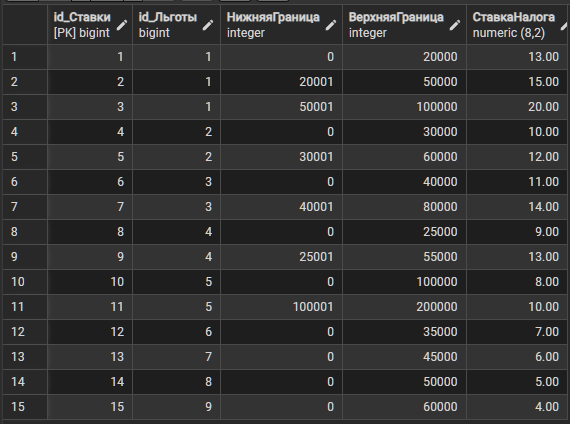 id_Ставки id_Льготы НижняяГраница ВерхняяГраница СтавкаНалога
[PK] bigint bigint integer integer numeric (8,2)
1 1 1 0 20000 13.00
2 2 1 20001 50000 15.00
3 3 1 50001 100000 20.00
4 4 2 0 30000 10.00
5 5 2 30001 60000 12.00
6 6 3 0 40000 11.00
7 7 3 40001 80000 14.00
8 8 4 0 25000 9.00
9 9 4 25001 55000 13.00
10 10 5 0 100000 8.00
11 11 5 100001 200000 10.00
12 12 6 0 35000 7.00
13 13 7 0 45000 6.00
14 14 8 0 50000 5.00
15 15 9 0 60000 4.00